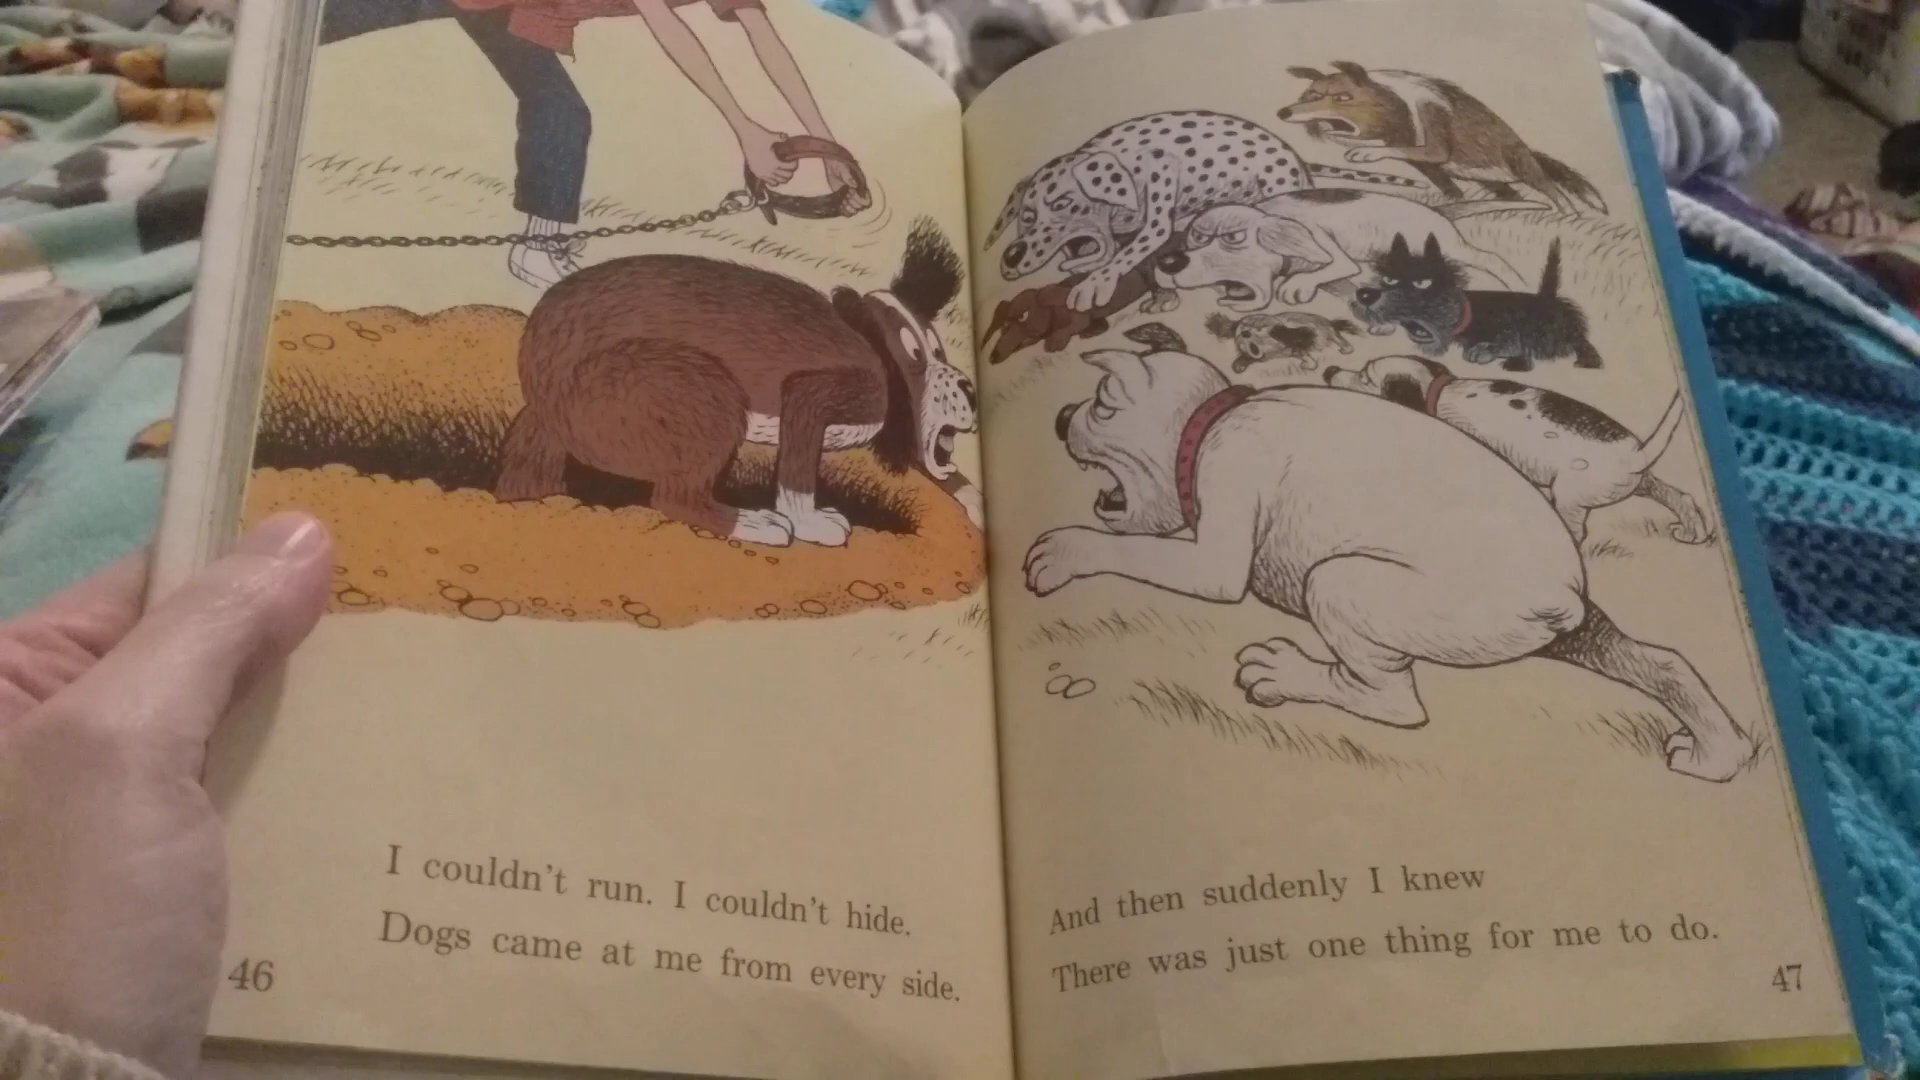 I couldn't run. I couldn't hide.
Dogs came at me from every side.
46
And then suddenly I knew
There was just one thing for me to do.
47